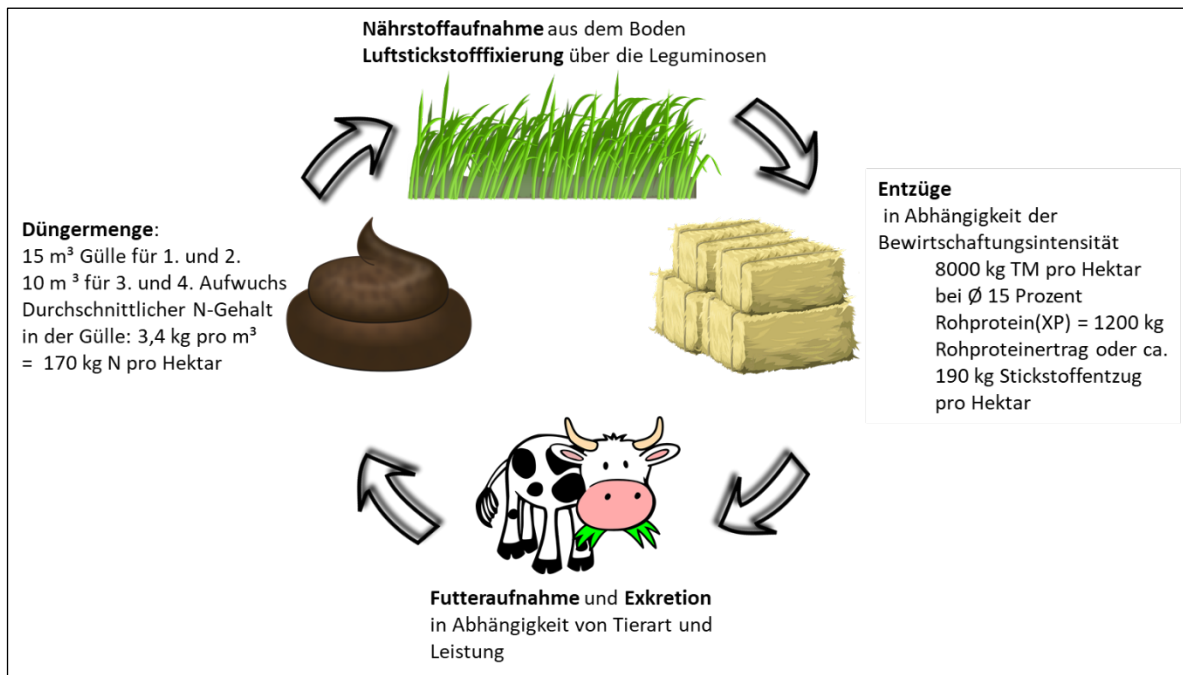 Nährstoffaufnahme aus dem Boden
Luftstickstofffixierung über die Leguminosen
Entzüge
in Abhängigkeit der
Bewirtschaftungsintensität
8000 kg TM pro Hektar
bei Ø 15 Prozent
Rohprotein(XP) = 1200 kg
Rohproteinertrag oder ca.
190 kg Stickstoffentzug
pro Hektar
Futteraufnahme und Exkretion
in Abhängigkeit von Tierart und
Leistung
Düngermenge:
15 m³ Gülle für 1. und 2.
10 m ³ für 3. und 4. Aufwuchs
Durchschnittlicher N-Gehalt
in der Gülle: 3,4 kg pro m³
= 170 kg N pro Hektar